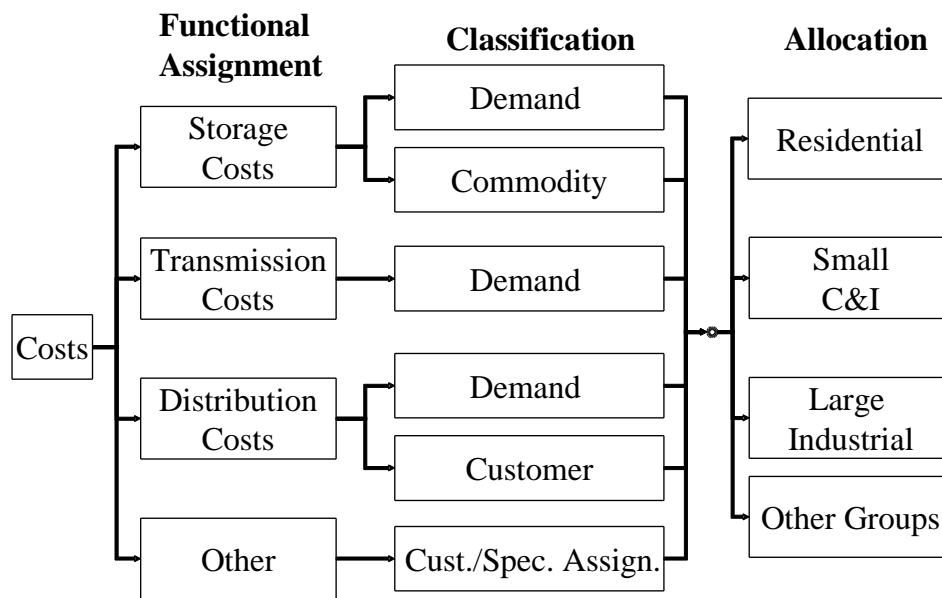 Functional
Assignment
Classification
Allocation
Costs
Storage
Costs
Transmission
Costs
Distribution
Costs
Other
Demand
Commodity
Demand
Demand
Customer
Cust./Spec. Assign.
Residential
Small
C&I
Large
Industrial
Other Groups